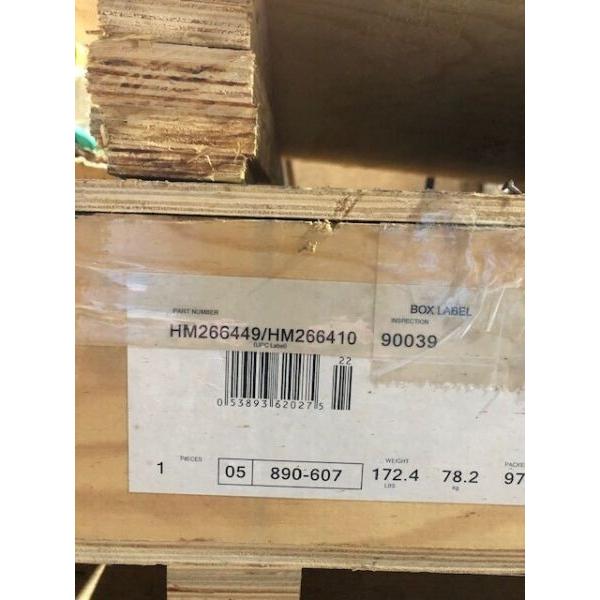 PART NUMBER
BOX LABEL
INSPECTION
HM266449/HM266410 90039
(UPC Label)
22
0 53893 62027 5
PIECES
WEIGHT
PACKE
1 05 890-607 172.4 78.2 97
LBS kg